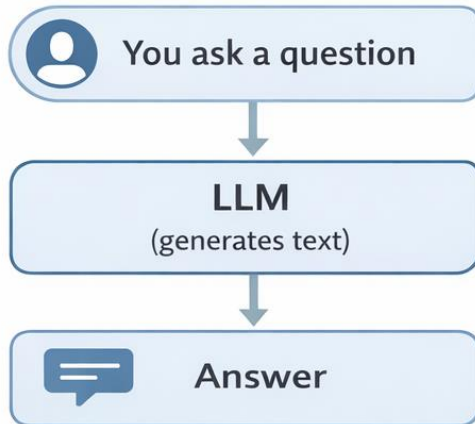 You ask a question
LLM
(generates text)
Answer